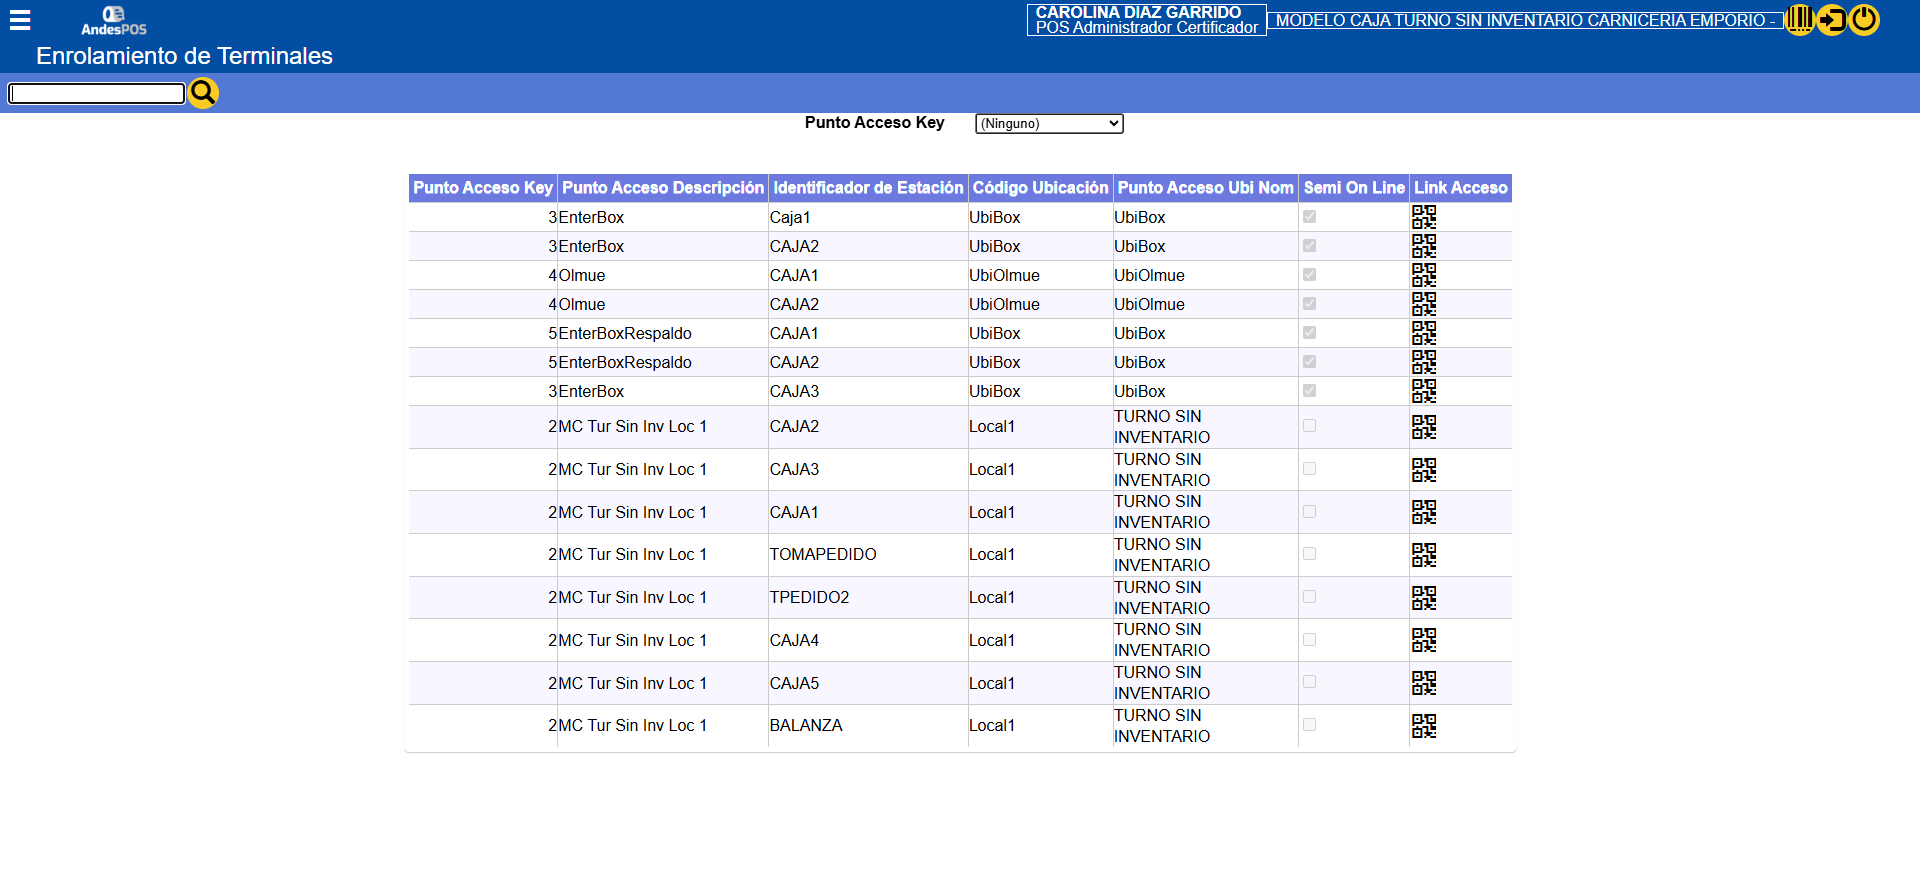 AndesPOS
CAROLINA DIAZ GARRIDO
POS Administrador Certificador
MODELO CAJA TURNO SIN INVENTARIO CARNICERIA EMPORIO -
Enrolamiento de Terminales
Punto Acceso Key (Ninguno)
Punto Acceso Key Punto Acceso Descripción Identificador de Estación Código Ubicación Punto Acceso Ubi Nom Semi On Line Link Acceso
3 EnterBox Caja1 UbiBox UbiBox
3 EnterBox CAJA2 UbiBox UbiBox
4 Olmue CAJA1 UbiOlmue UbiOlmue
4 Olmue CAJA2 UbiOlmue UbiOlmue
5 EnterBoxRespaldo CAJA1 UbiBox UbiBox
5 EnterBoxRespaldo CAJA2 UbiBox UbiBox
3 EnterBox CAJA3 UbiBox UbiBox
2 MC Tur Sin Inv Loc 1 CAJA2 Local1 TURNO SIN
INVENTARIO
2 MC Tur Sin Inv Loc 1 CAJA3 Local1 TURNO SIN
INVENTARIO
2 MC Tur Sin Inv Loc 1 CAJA1 Local1 TURNO SIN
INVENTARIO
2 MC Tur Sin Inv Loc 1 TOMAPEDIDO Local1 TURNO SIN
INVENTARIO
2 MC Tur Sin Inv Loc 1 TPEDIDO2 Local1 TURNO SIN
INVENTARIO
2 MC Tur Sin Inv Loc 1 CAJA4 Local1 TURNO SIN
INVENTARIO
2 MC Tur Sin Inv Loc 1 CAJA5 Local1 TURNO SIN
INVENTARIO
2 MC Tur Sin Inv Loc 1 BALANZA Local1 TURNO SIN
INVENTARIO